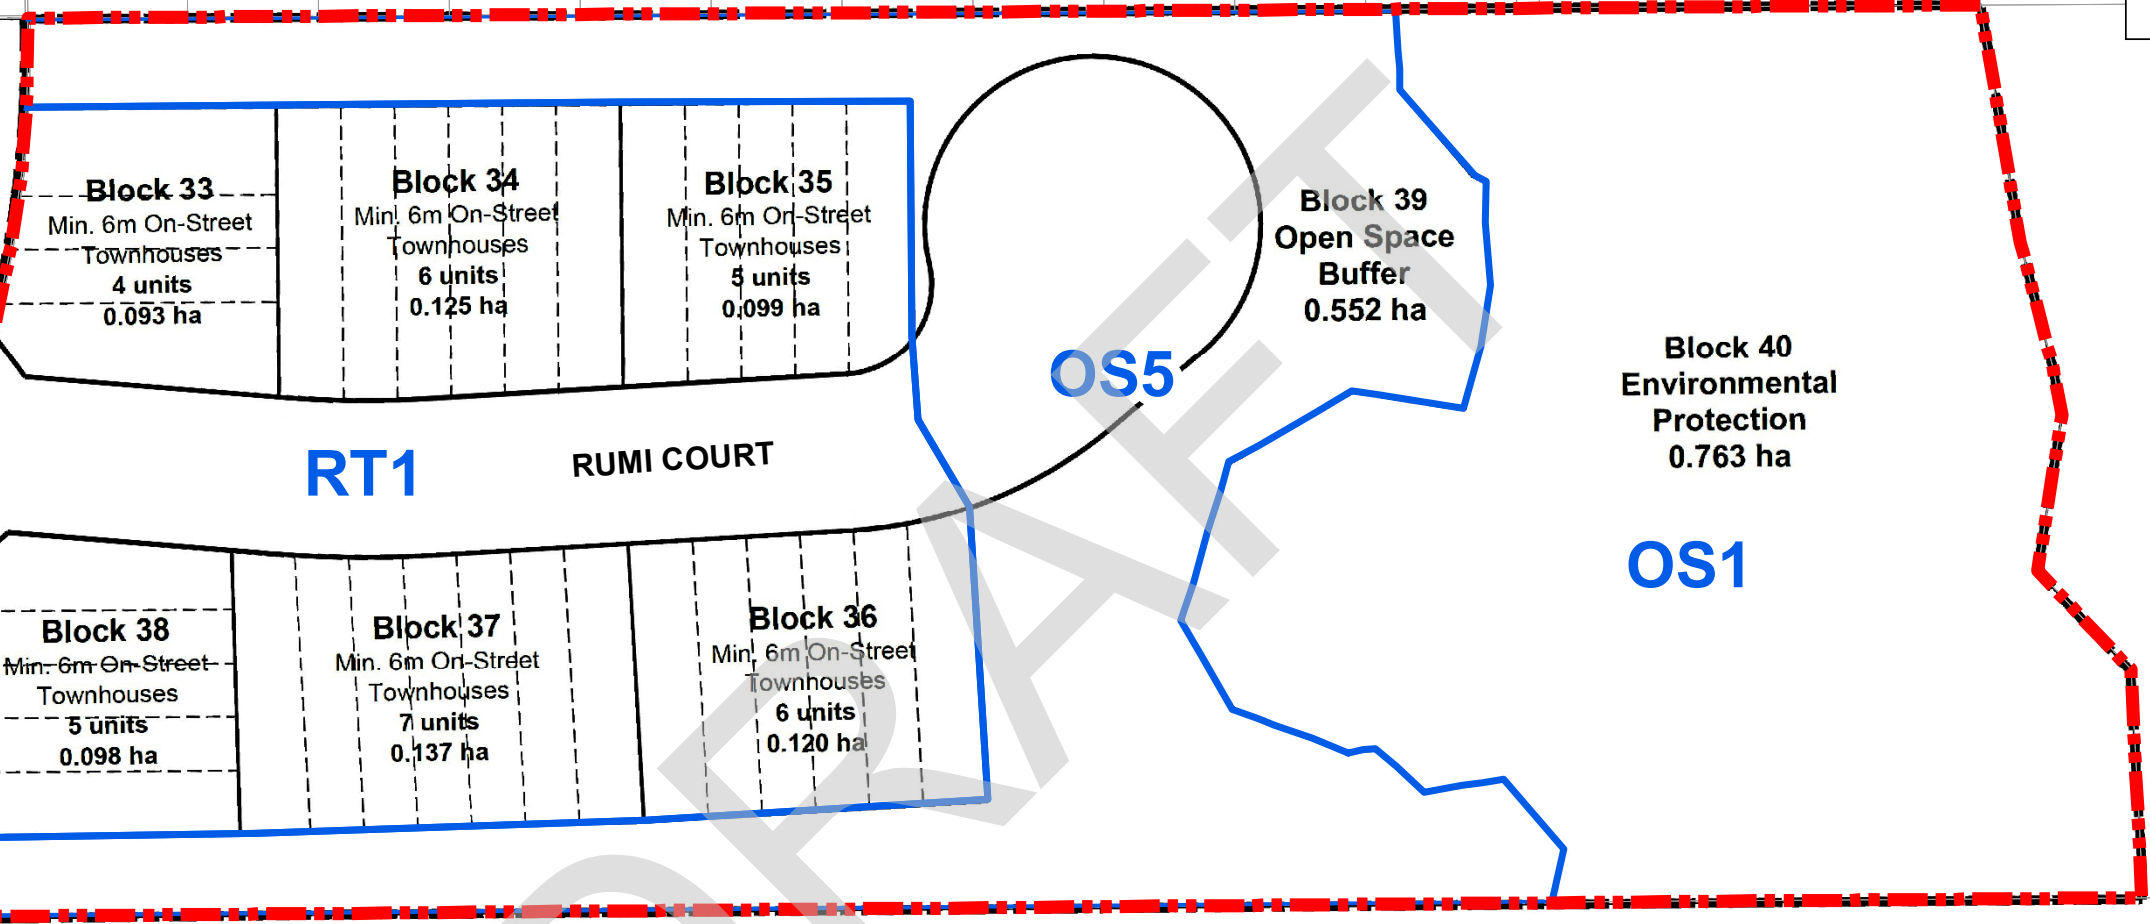 Block 33
Min. 6m On-Street
Townhouses
4 units
0.093 ha
Block 34
Min. 6m On-Street
Townhouses
6 units
0.125 ha
Block 35
Min. 6m On-Street
Townhouses
5 units
0.099 ha
Block 39
Open Space
Buffer
0.552 ha
OS5
Block 40
Environmental
Protection
0.763 ha
OS1
RT1
RUMI COURT
Block 38
Min. 6m On-Street
Townhouses
5 units
0.098 ha
Block 37
Min. 6m On-Street
Townhouses
7 units
0.137 ha
Block 36
Min. 6m On-Street
Townhouses
6 units
0.120 ha
DRAFT